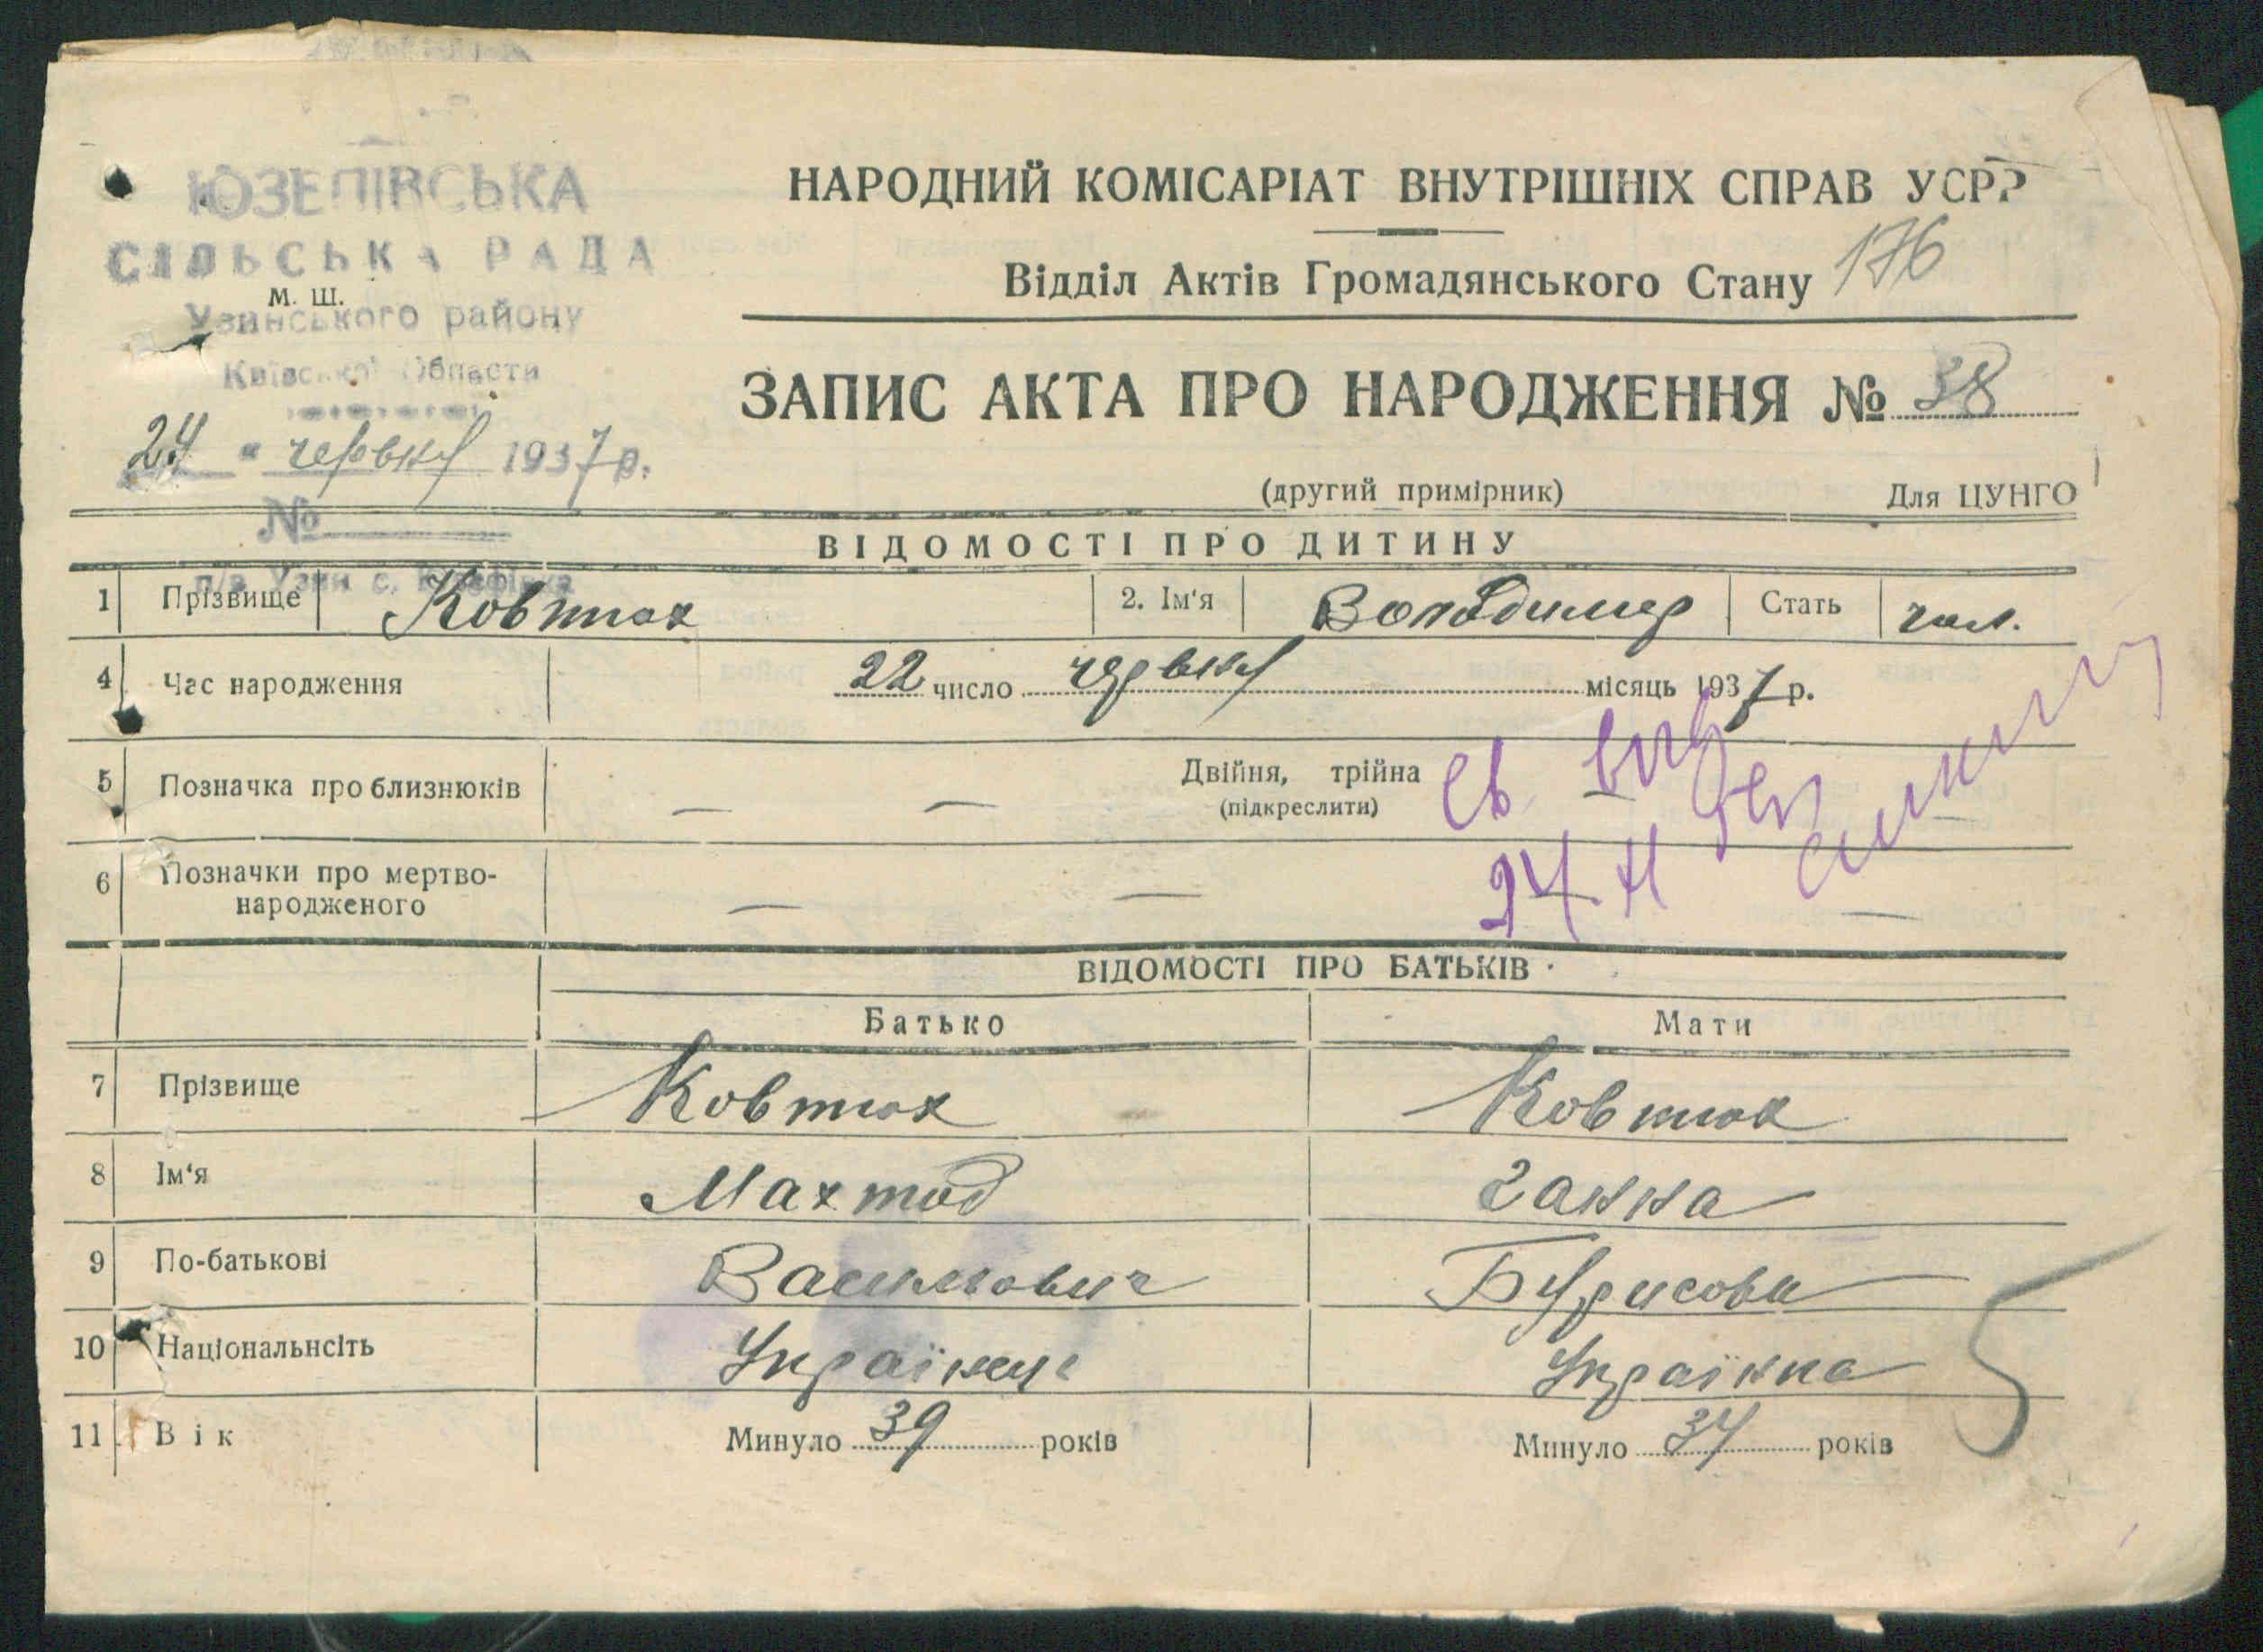 ЮЗЕПІВСЬКА
СІЛЬСЬКА РАДА
М. Ш.
Узинського району
Київської Області
24 " червня 1937 р.
№
п/в Узин с.
НАРОДНИЙ КОМІСАРІАТ ВНУТРІШНІХ СПРАВ УСРР
Відділ Актів Громадянського Стану 176
ЗАПИС АКТА ПРО НАРОДЖЕННЯ № 38
(другий примірник) Для ЦУНГО
ВІДОМОСТІ ПРО ДИТИНУ
1 Прізвище Ковтюх 2. Ім'я Володимир Стать чол.
4 Час народження 22 число червня місяць 1937 р.
5 Позначка про близнюків — — Двійня, трійна
(підкреслити)
6 Позначки про мертво-
народженого — — —
ВІДОМОСТІ ПРО БАТЬКІВ
Батько Мати
7 Прізвище Ковтюх Ковтюх
8 Ім'я Махтод Ганна
9 По-батькові Васильович Бурисовн
10 Національнсіть Українець Українка
11 Вік Минуло 39 років Минуло 34 років
5